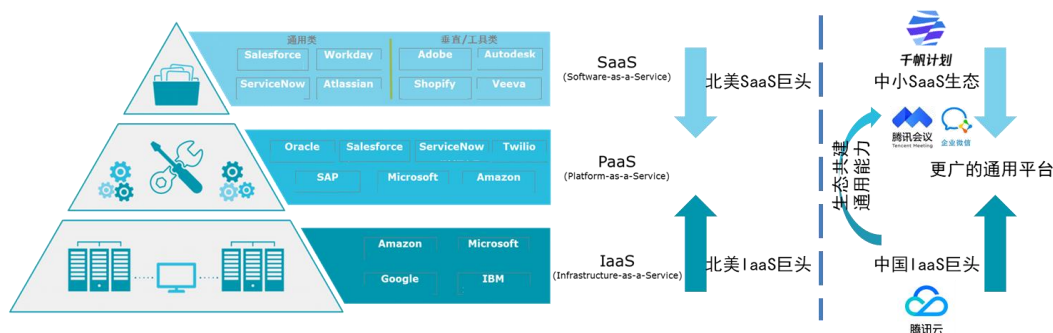 通用类
垂直/工具类
Salesforce Workday Adobe Autodesk
ServiceNow Atlassian Shopify Veeva
SaaS
(Software-as-a-Service)
Oracle Salesforce ServiceNow Twilio
SAP Microsoft Amazon
PaaS
(Platform-as-a-Service)
Amazon Microsoft
Google IBM
IaaS
(Infrastructure-as-a-Service)
北美SaaS巨头
北美IaaS巨头
千帆计划
中小SaaS生态
腾讯会议
Tencent Meeting
企业微信
生态共建
通用能力
更广的通用平台
中国IaaS巨头
腾讯云